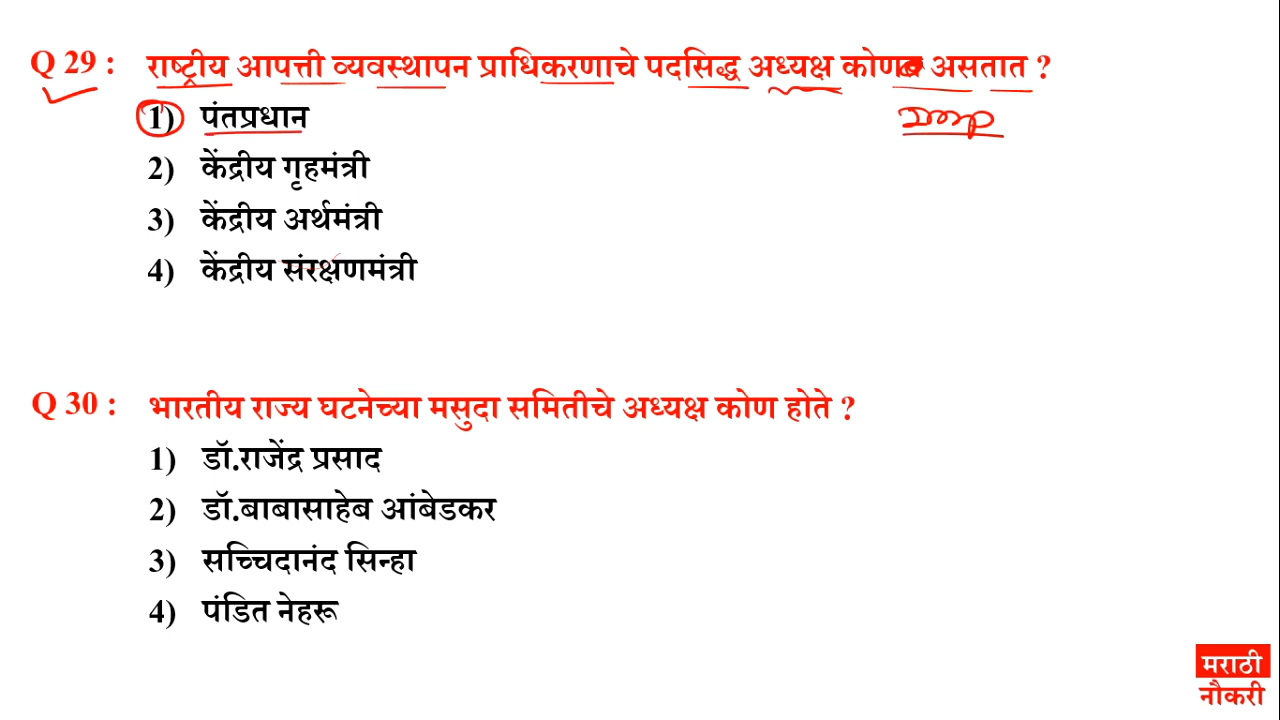 Q 29 : राष्ट्रीय आपत्ती व्यवस्थापन प्राधिकरणाचे पदसिद्ध अध्यक्ष कोण असतात ?
1) पंतप्रधान
Imp
2) केंद्रीय गृहमंत्री
3) केंद्रीय अर्थमंत्री
4) केंद्रीय संरक्षणमंत्री
Q 30 : भारतीय राज्य घटनेच्या मसुदा समितीचे अध्यक्ष कोण होते ?
1) डॉ.राजेंद्र प्रसाद
2) डॉ.बाबासाहेब आंबेडकर
3) सच्चिदानंद सिन्हा
4) पंडित नेहरू
मराठी
नौकरी